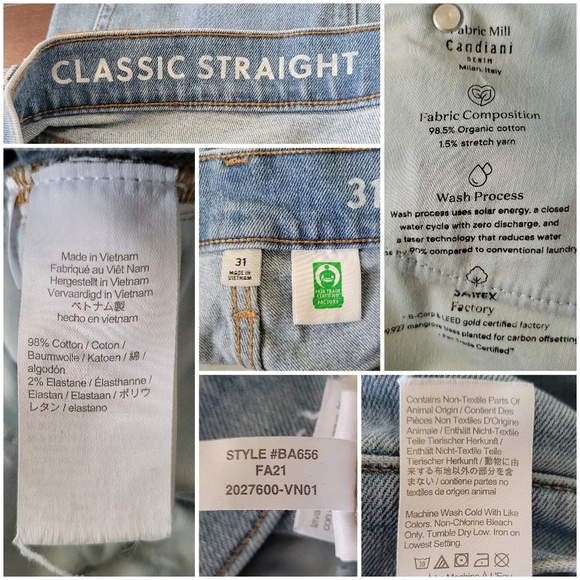 CLASSIC STRAIGHT
Fabric Mill
Candiani
DENIM
Milan, Italy
Fabric Composition
98.5% Organic cotton
1.5% stretch yarn
Wash Process
Wash process uses solar energy, a closed
water cycle with zero discharge, and
a laser technology that reduces water
by 90% compared to conventional laundry
SAITEX
Factory
B-Corp & LEED gold certified factory
mangrove trees planted for carbon offsetting
Fair Trade Certified™
Made in Vietnam
Fabriqué au Viêt Nam
Hergestellt in Vietnam
Vervaardigd in Vietnam
ベトナム製
hecho en vietnam
98% Cotton / Coton /
Baumwolle / Katoen / 綿 /
algodón
2% Elastane / Élasthanne /
Elastan / Elastaan / ポリウ
レタン / elastano
31
31
MADE IN
VIETNAM
FAIR TRADE
CERTIFIED
FACTORY
STYLE #BA656
FA21
2027600-VN01
Contains Non-Textile Parts Of
Animal Origin / Contient Des
Pièces Non Textiles D'Origine
Animale / Enthält Nicht-Textile
Teile Tierischer Herkunft /
Enthält Nicht-Textile Teile
Tierischer Herkunft / 動物に由
来する布地以外の部分を含
まない / contiene partes no
textiles de origen animal
Machine Wash Cold With Like
Colors. Non-Chlorine Bleach
Only. Tumble Dry Low. Iron on
Lowest Setting.